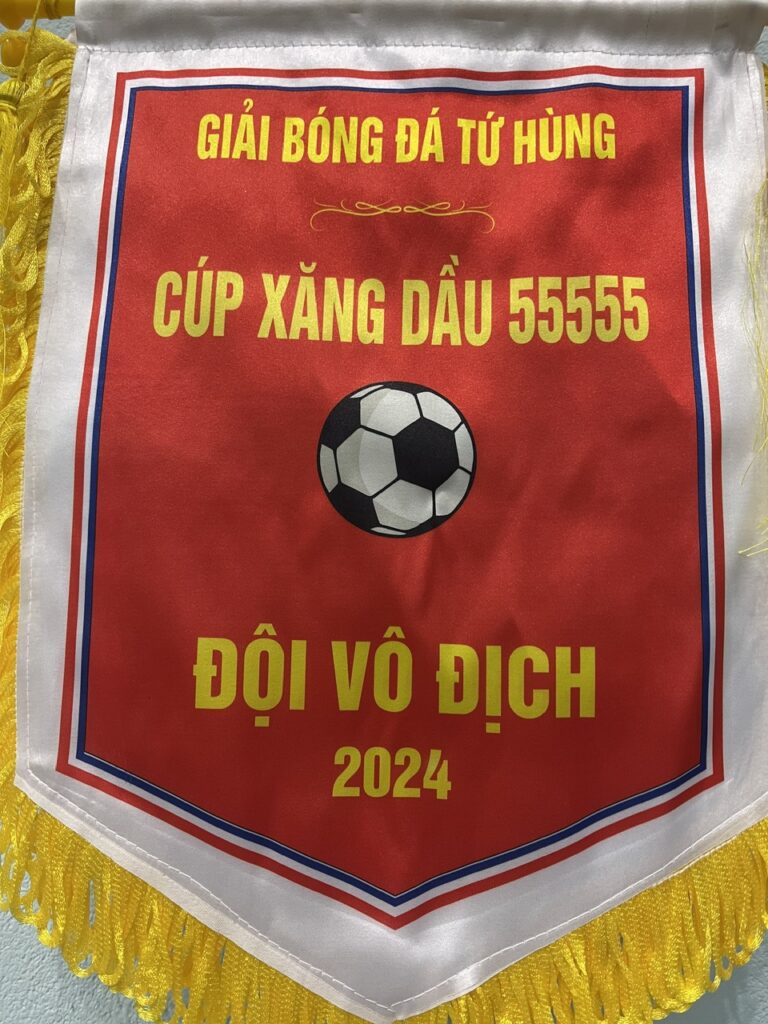 GIẢI BÓNG ĐÁ TỨ HÙNG
CÚP XĂNG DẦU 55555
ĐỘI VÔ ĐỊCH
2024